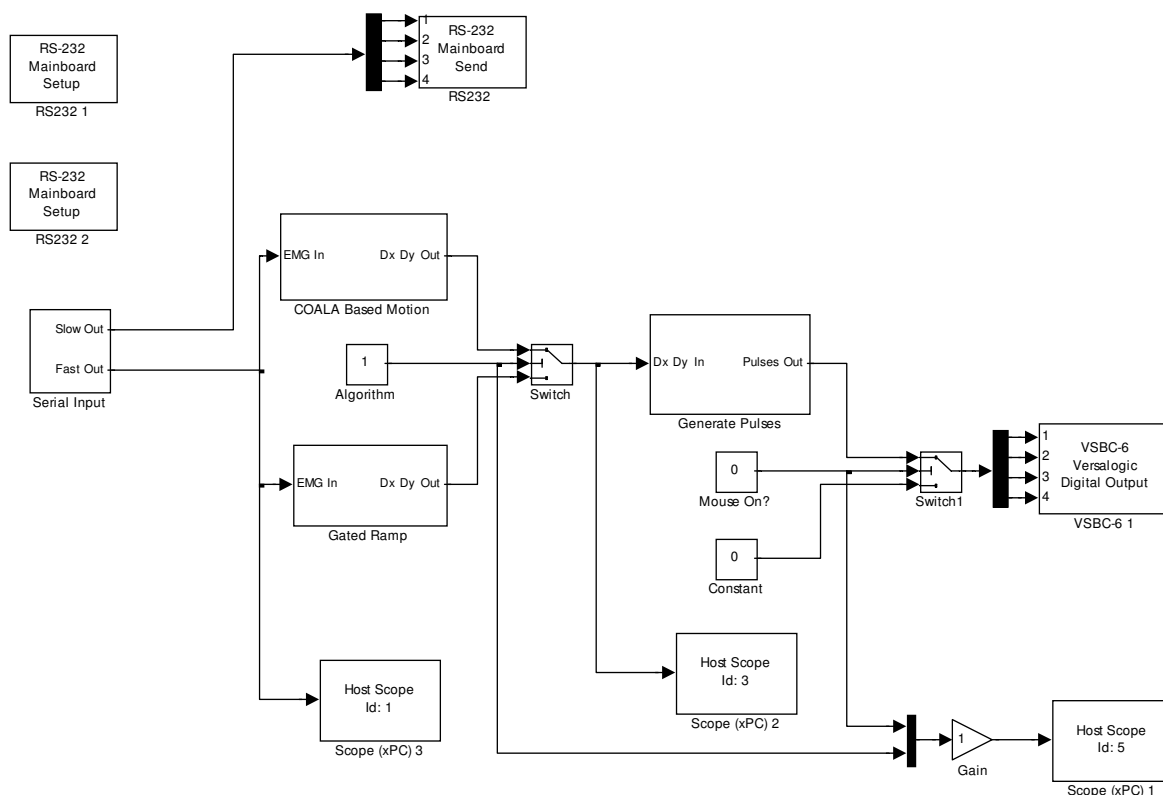 RS-232
Mainboard
Setup
RS232 1
1
2
3
4
RS-232
Mainboard
Send
RS232
RS-232
Mainboard
Setup
RS232 2
Slow Out
Fast Out
Serial Input
EMG In
Dx Dy Out
COALA Based Motion
1
Algorithm
EMG In
Dx Dy Out
Gated Ramp
Switch
Dx Dy In
Pulses Out
Generate Pulses
0
Mouse On?
0
Constant
Switch1
1
2
3
4
VSBC-6
Versalogic
Digital Output
VSBC-6 1
Host Scope
Id: 1
Scope (xPC) 3
Host Scope
Id: 3
Scope (xPC) 2
1
Gain
Host Scope
Id: 5
Scope (xPC) 1